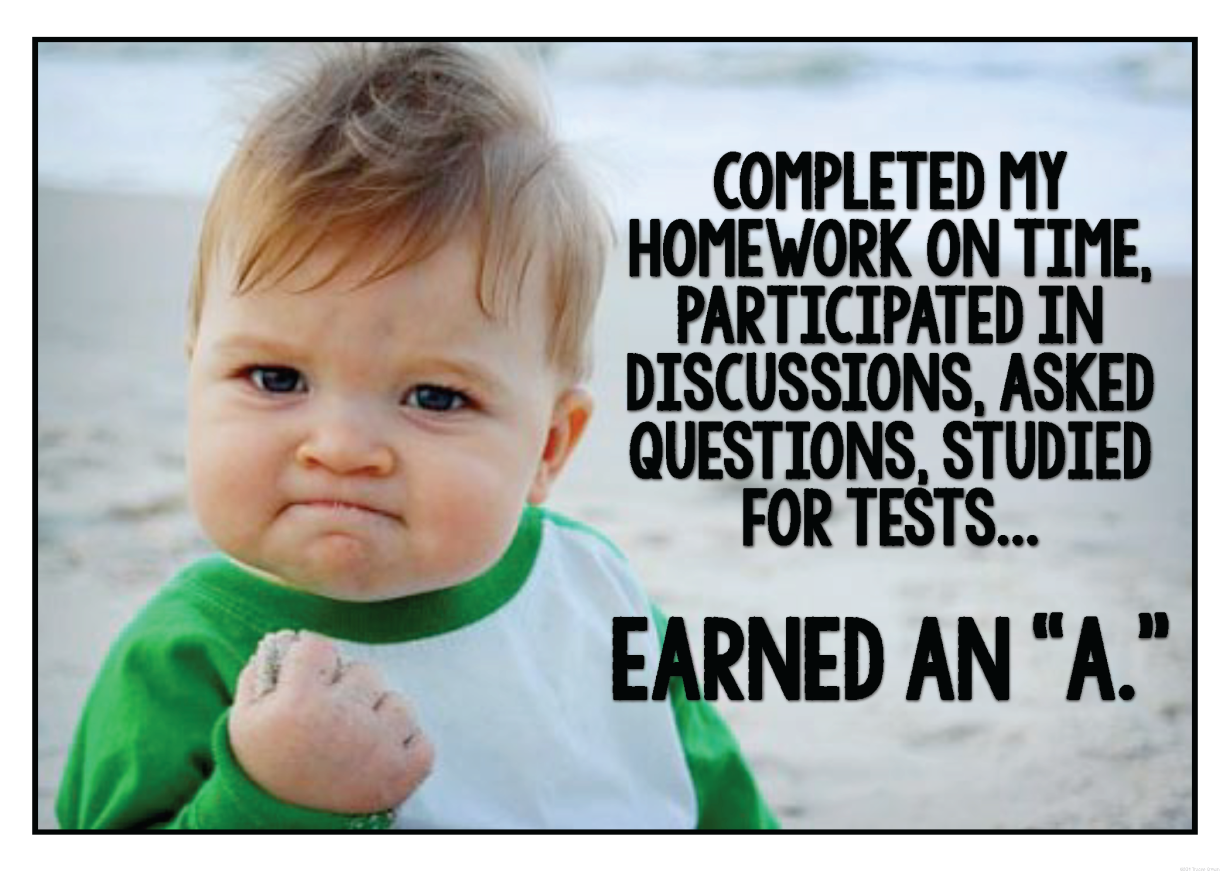 COMPLETED MY
HOMEWORK ON TIME,
PARTICIPATED IN
DISCUSSIONS, ASKED
QUESTIONS, STUDIED
FOR TESTS...
EARNED AN “A.”